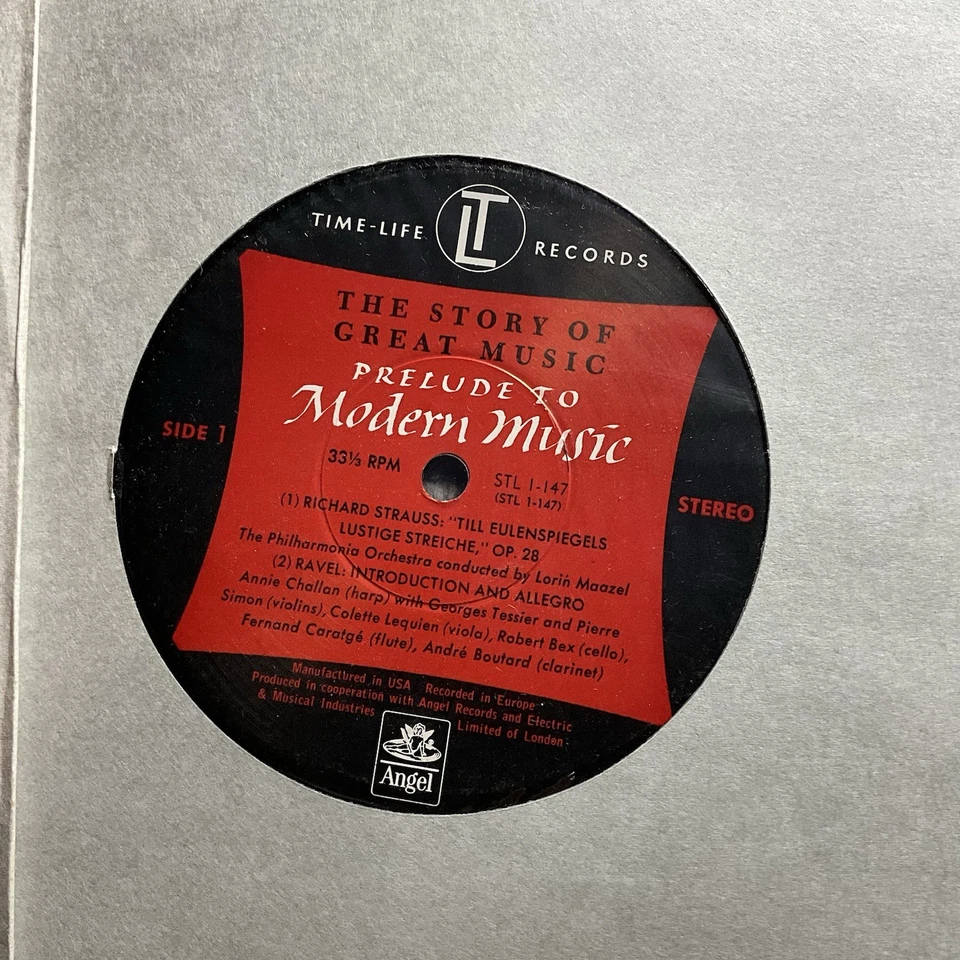 TIME-LIFE LT RECORDS
THE STORY OF
GREAT MUSIC
PRELUDE TO
Modern Music
SIDE 1
33⅓ RPM
STL 1-147
(STL 1-147)
STEREO
(1) RICHARD STRAUSS: "TILL EULENSPIEGELS
LUSTIGE STREICHE," OP. 28
The Philharmonia Orchestra conducted by Lorin Maazel
(2) RAVEL: INTRODUCTION AND ALLEGRO
Annie Challan (harp) with Georges Tessier and Pierre
Simon (violins), Colette Lequien (viola), Robert Bex (cello),
Fernand Caratgé (flute), André Boutard (clarinet)
Manufactured in USA Recorded in Europe
Produced in cooperation with Angel Records and Electric
& Musical Industries Limited of London
Angel